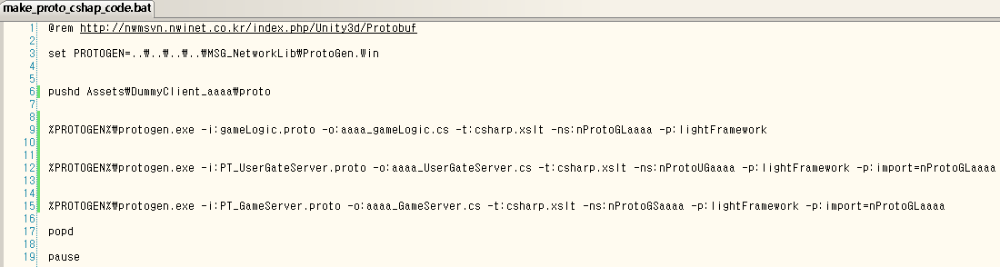 make_proto_cshap_code.bat
1 @rem http://nwmsvn.nwinet.co.kr/index.php/Unity3d/Protobuf
2
3 set PROTOGEN=..₩..₩..₩..₩MSG_NetworkLib₩ProtoGen.Win
4
5
6 pushd Assets₩DummyClient_aaaa₩proto
7
8
9 %PROTOGEN%₩protogen.exe -i:gameLogic.proto -o:aaaa_gameLogic.cs -t:csharp.xslt -ns:nProtoGLaaaa -p:lightFramework
10
11
12 %PROTOGEN%₩protogen.exe -i:PT_UserGateServer.proto -o:aaaa_UserGateServer.cs -t:csharp.xslt -ns:nProtoUGaaaa -p:lightFramework -p:import=nProtoGLaaaa
13
14
15 %PROTOGEN%₩protogen.exe -i:PT_GameServer.proto -o:aaaa_GameServer.cs -t:csharp.xslt -ns:nProtoGSaaaa -p:lightFramework -p:import=nProtoGLaaaa
16
17 popd
18
19 pause